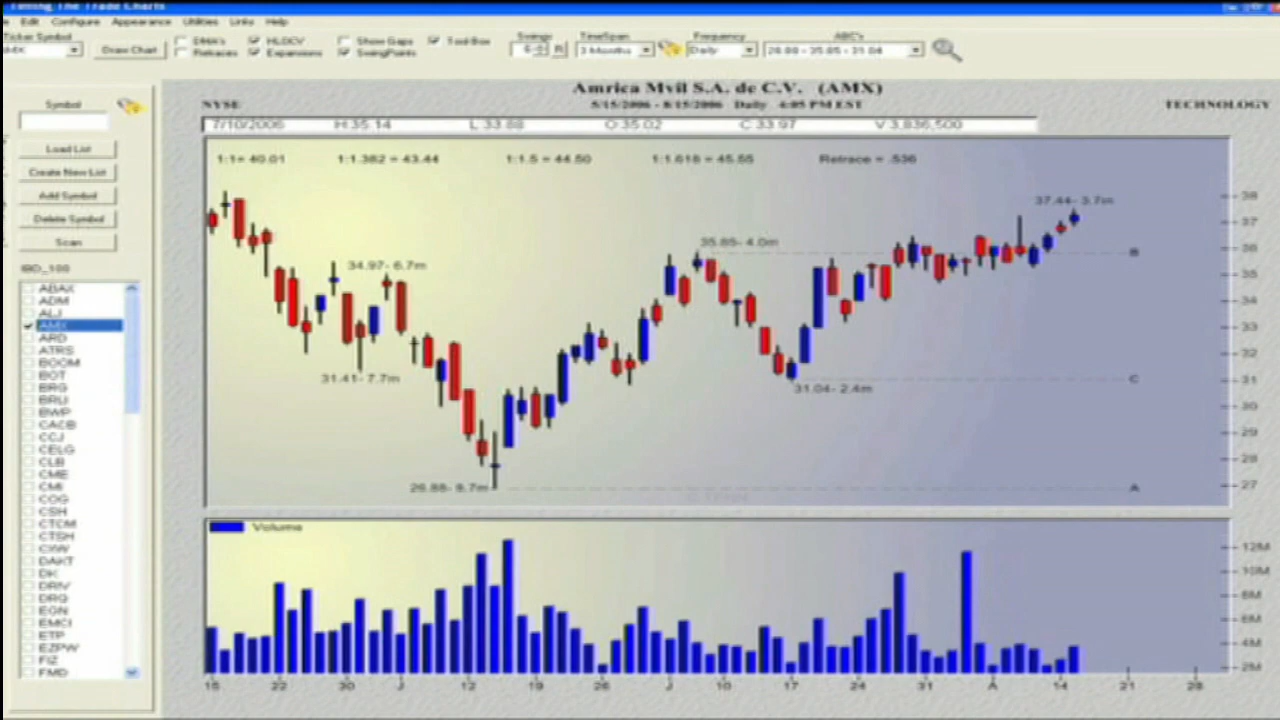 Timing The Trade Charts
Edit Configure Appearance Utilities Links Help
Ticker Symbol
AMX
Draw Chart
DMA's
Retraces
HLOCV
Expansions
Show Gaps
SwingPoints
Tool Box
Swings
6
R
TimeSpan
3 Months
Frequency
Daily
ABC's
26.88 - 35.85 - 31.04
Amrica Mvil S.A. de C.V. (AMX)
NYSE
5/15/2006 - 8/15/2006 Daily 4:05 PM EST
TECHNOLOGY
7/10/2006 H:35.14 L:33.88 O:35.02 C:33.97 V:3,836,500
1:1= 40.01 1:1.382 = 43.44 1:1.5 = 44.50 1:1.618 = 45.55 Retrace = .536
Symbol
Load List
Create New List
Add Symbol
Delete Symbol
Scan
IBD_100
ABAX
ADM
ALJ
AMX
ARD
ATRS
BOOM
BOT
BRG
BRLI
BWP
CACB
CCJ
CELG
CLB
CME
CMI
COG
CSH
CTCM
CTSH
CXW
DAKT
DK
DRIV
DRQ
EGN
EMCI
ETP
EZPW
FIZ
FMD
37.44- 3.7m
35.85- 4.0m
34.97- 6.7m
31.41- 7.7m
31.04- 2.4m
26.88- 8.7m
B
C
A
38
37
36
35
34
33
32
31
30
29
28
27
Volume
12M
10M
8M
6M
4M
2M
15 22 30 J 12 19 26 J 10 17 24 31 A 14 21 28